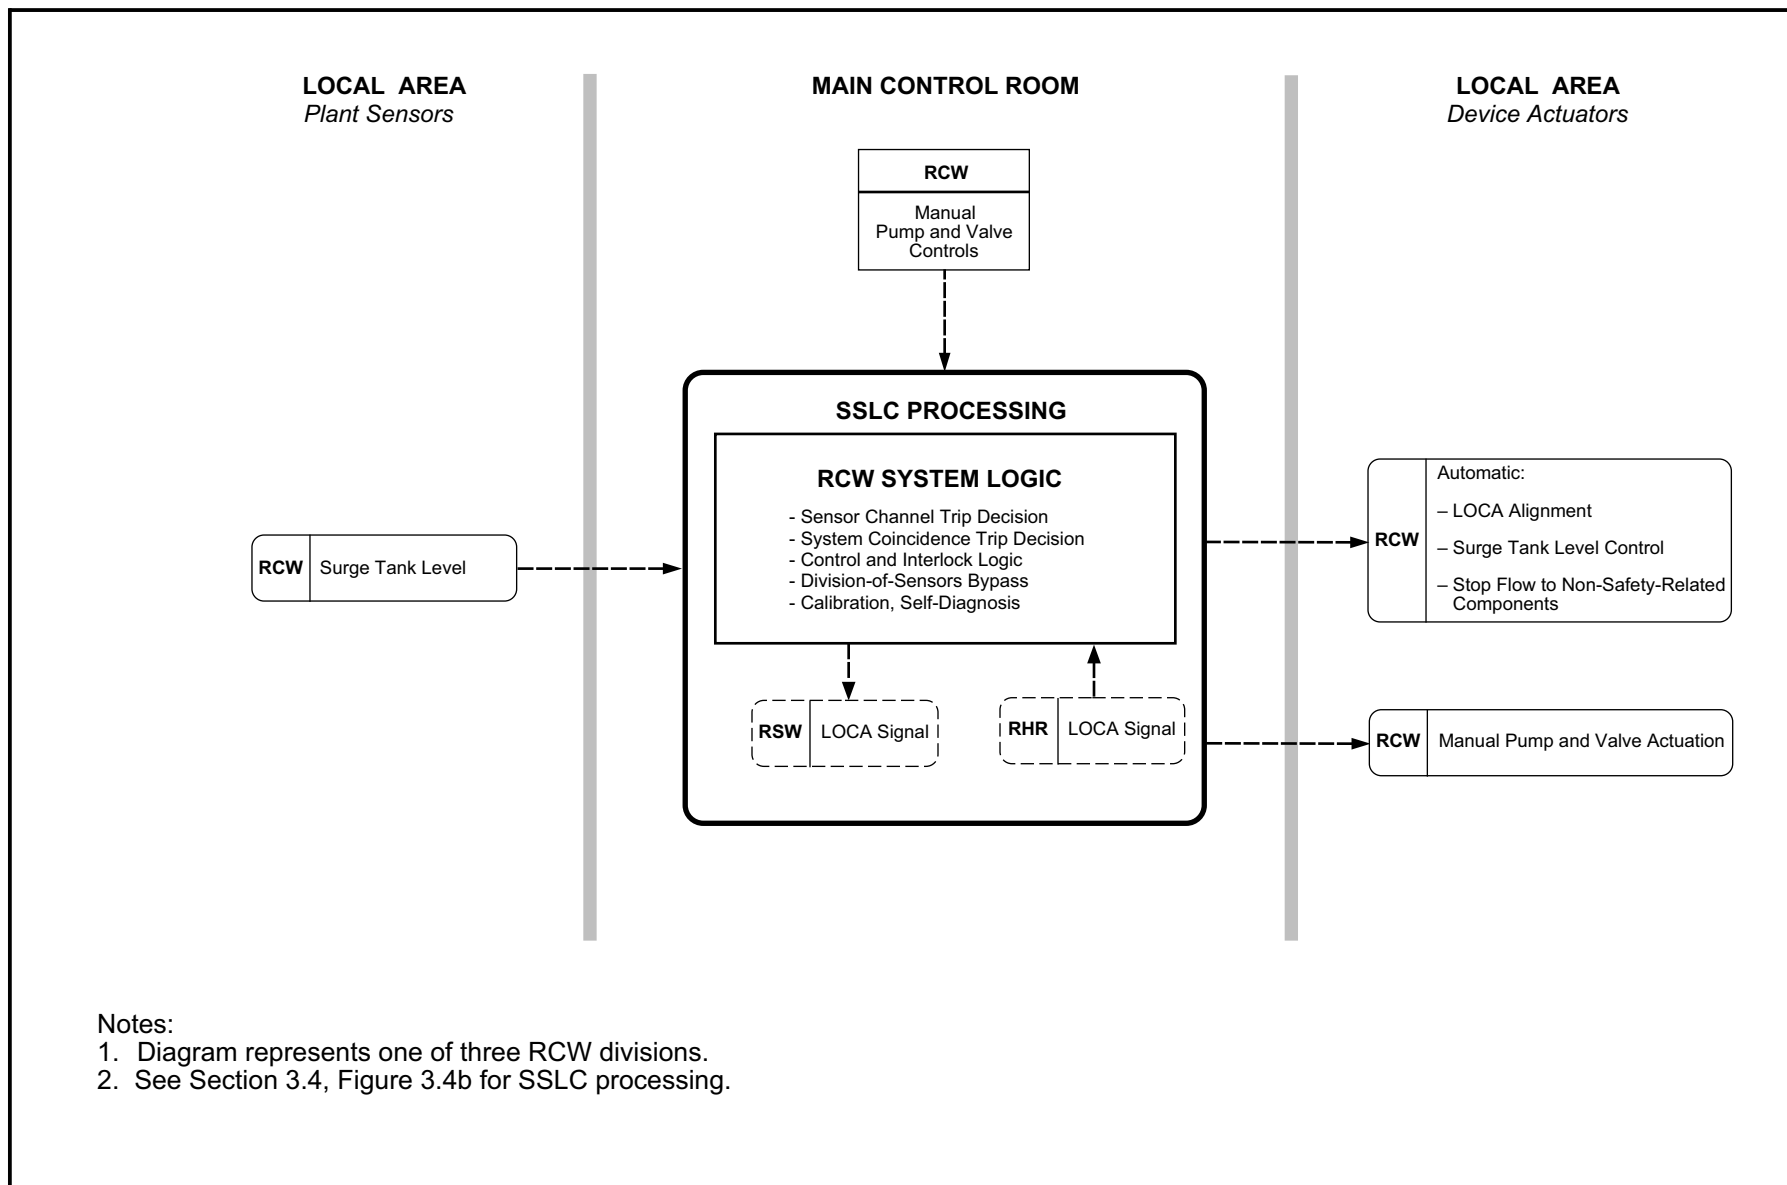 LOCAL AREA
Plant Sensors
MAIN CONTROL ROOM
LOCAL AREA
Device Actuators
RCW
Manual
Pump and Valve
Controls
SSLC PROCESSING
RCW SYSTEM LOGIC
- Sensor Channel Trip Decision
- System Coincidence Trip Decision
- Control and Interlock Logic
- Division-of-Sensors Bypass
- Calibration, Self-Diagnosis
RCW Surge Tank Level
RSW LOCA Signal
RHR LOCA Signal
RCW
Automatic:
– LOCA Alignment
– Surge Tank Level Control
– Stop Flow to Non-Safety-Related
Components
RCW Manual Pump and Valve Actuation
Notes:
1. Diagram represents one of three RCW divisions.
2. See Section 3.4, Figure 3.4b for SSLC processing.